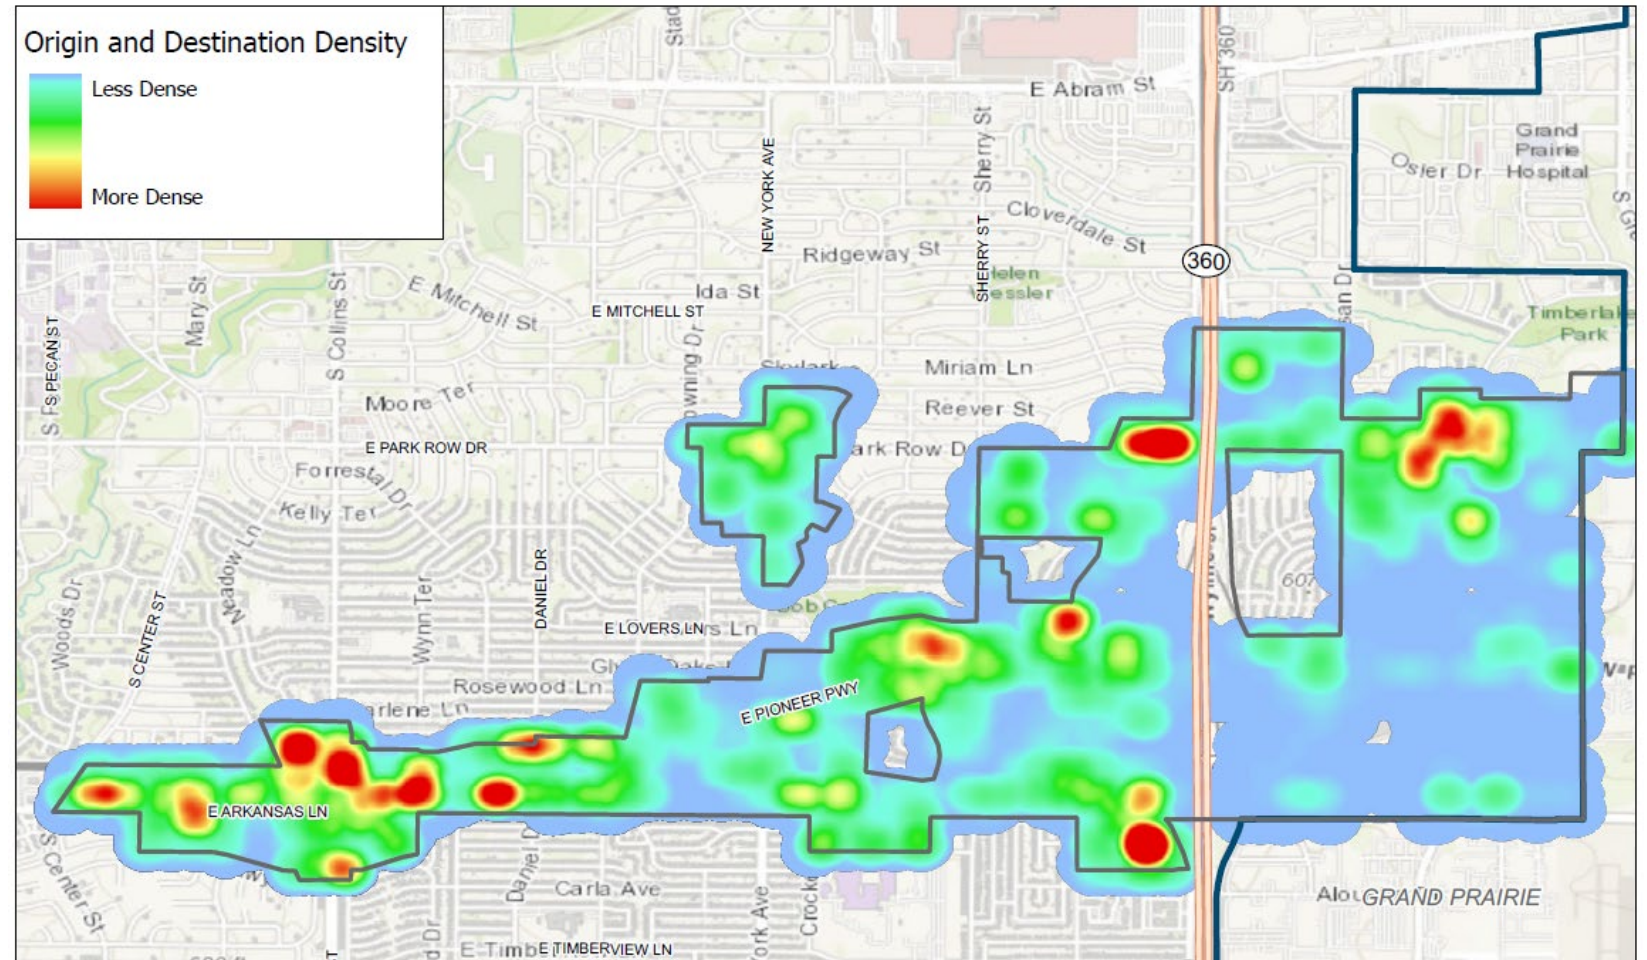 Origin and Destination Density
Less Dense
More Dense
E Abram St
SH 360
Grand
Prairie
Hospital
Osler Dr
NEW YORK AVE
Sherry St
SHERRY ST
Cloverdale St
Ridgeway St
360
Ida St
E Mitchell St
E MITCHELL ST
Mary St
S Collins St
S PECAN ST
Timberlake
Park
Miriam Ln
Reever St
Moore Ter
E PARK ROW DR
Forrestal Dr
Kelly Ter
Meadow Ln
Woods Dr
S CENTER ST
Wynn Ter
DANIEL DR
E LOVERS LN
607
Rosewood Ln
E PIONEER PWY
E ARKANSAS LN
S Center St
Carla Ave
GRAND PRAIRIE
E TIMBERVIEW LN